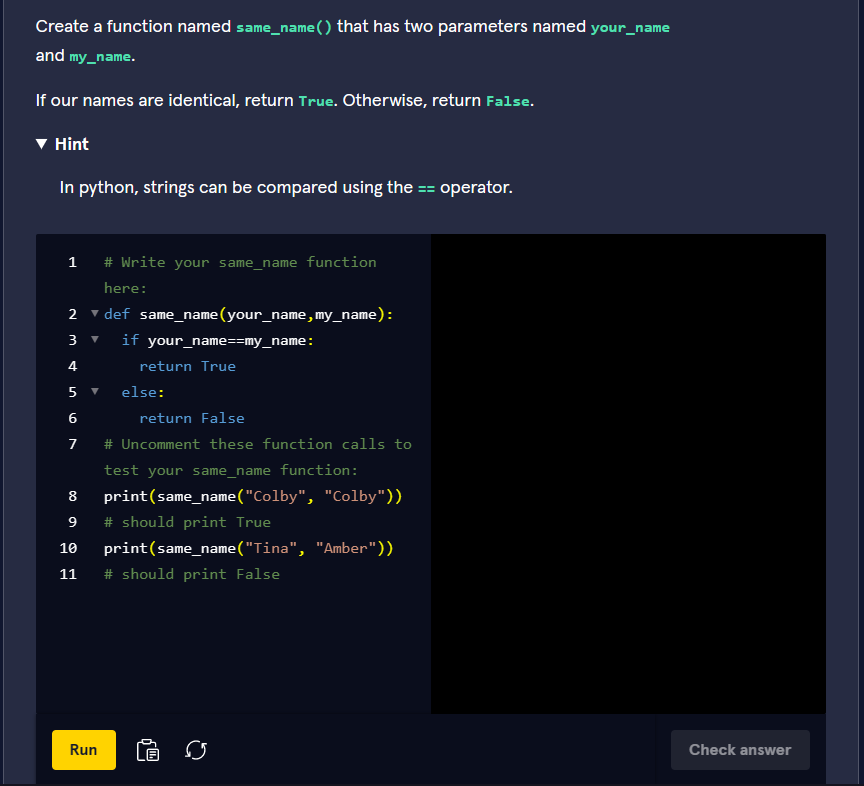 Create a function named same_name() that has two parameters named your_name
and my_name.
If our names are identical, return True. Otherwise, return False.
▼ Hint
In python, strings can be compared using the == operator.
1 # Write your same_name function
here:
2 ▼ def same_name(your_name,my_name):
3 ▼ if your_name==my_name:
4 return True
5 ▼ else:
6 return False
7 # Uncomment these function calls to
test your same_name function:
8 print(same_name("Colby", "Colby"))
9 # should print True
10 print(same_name("Tina", "Amber"))
11 # should print False
Run
Check answer